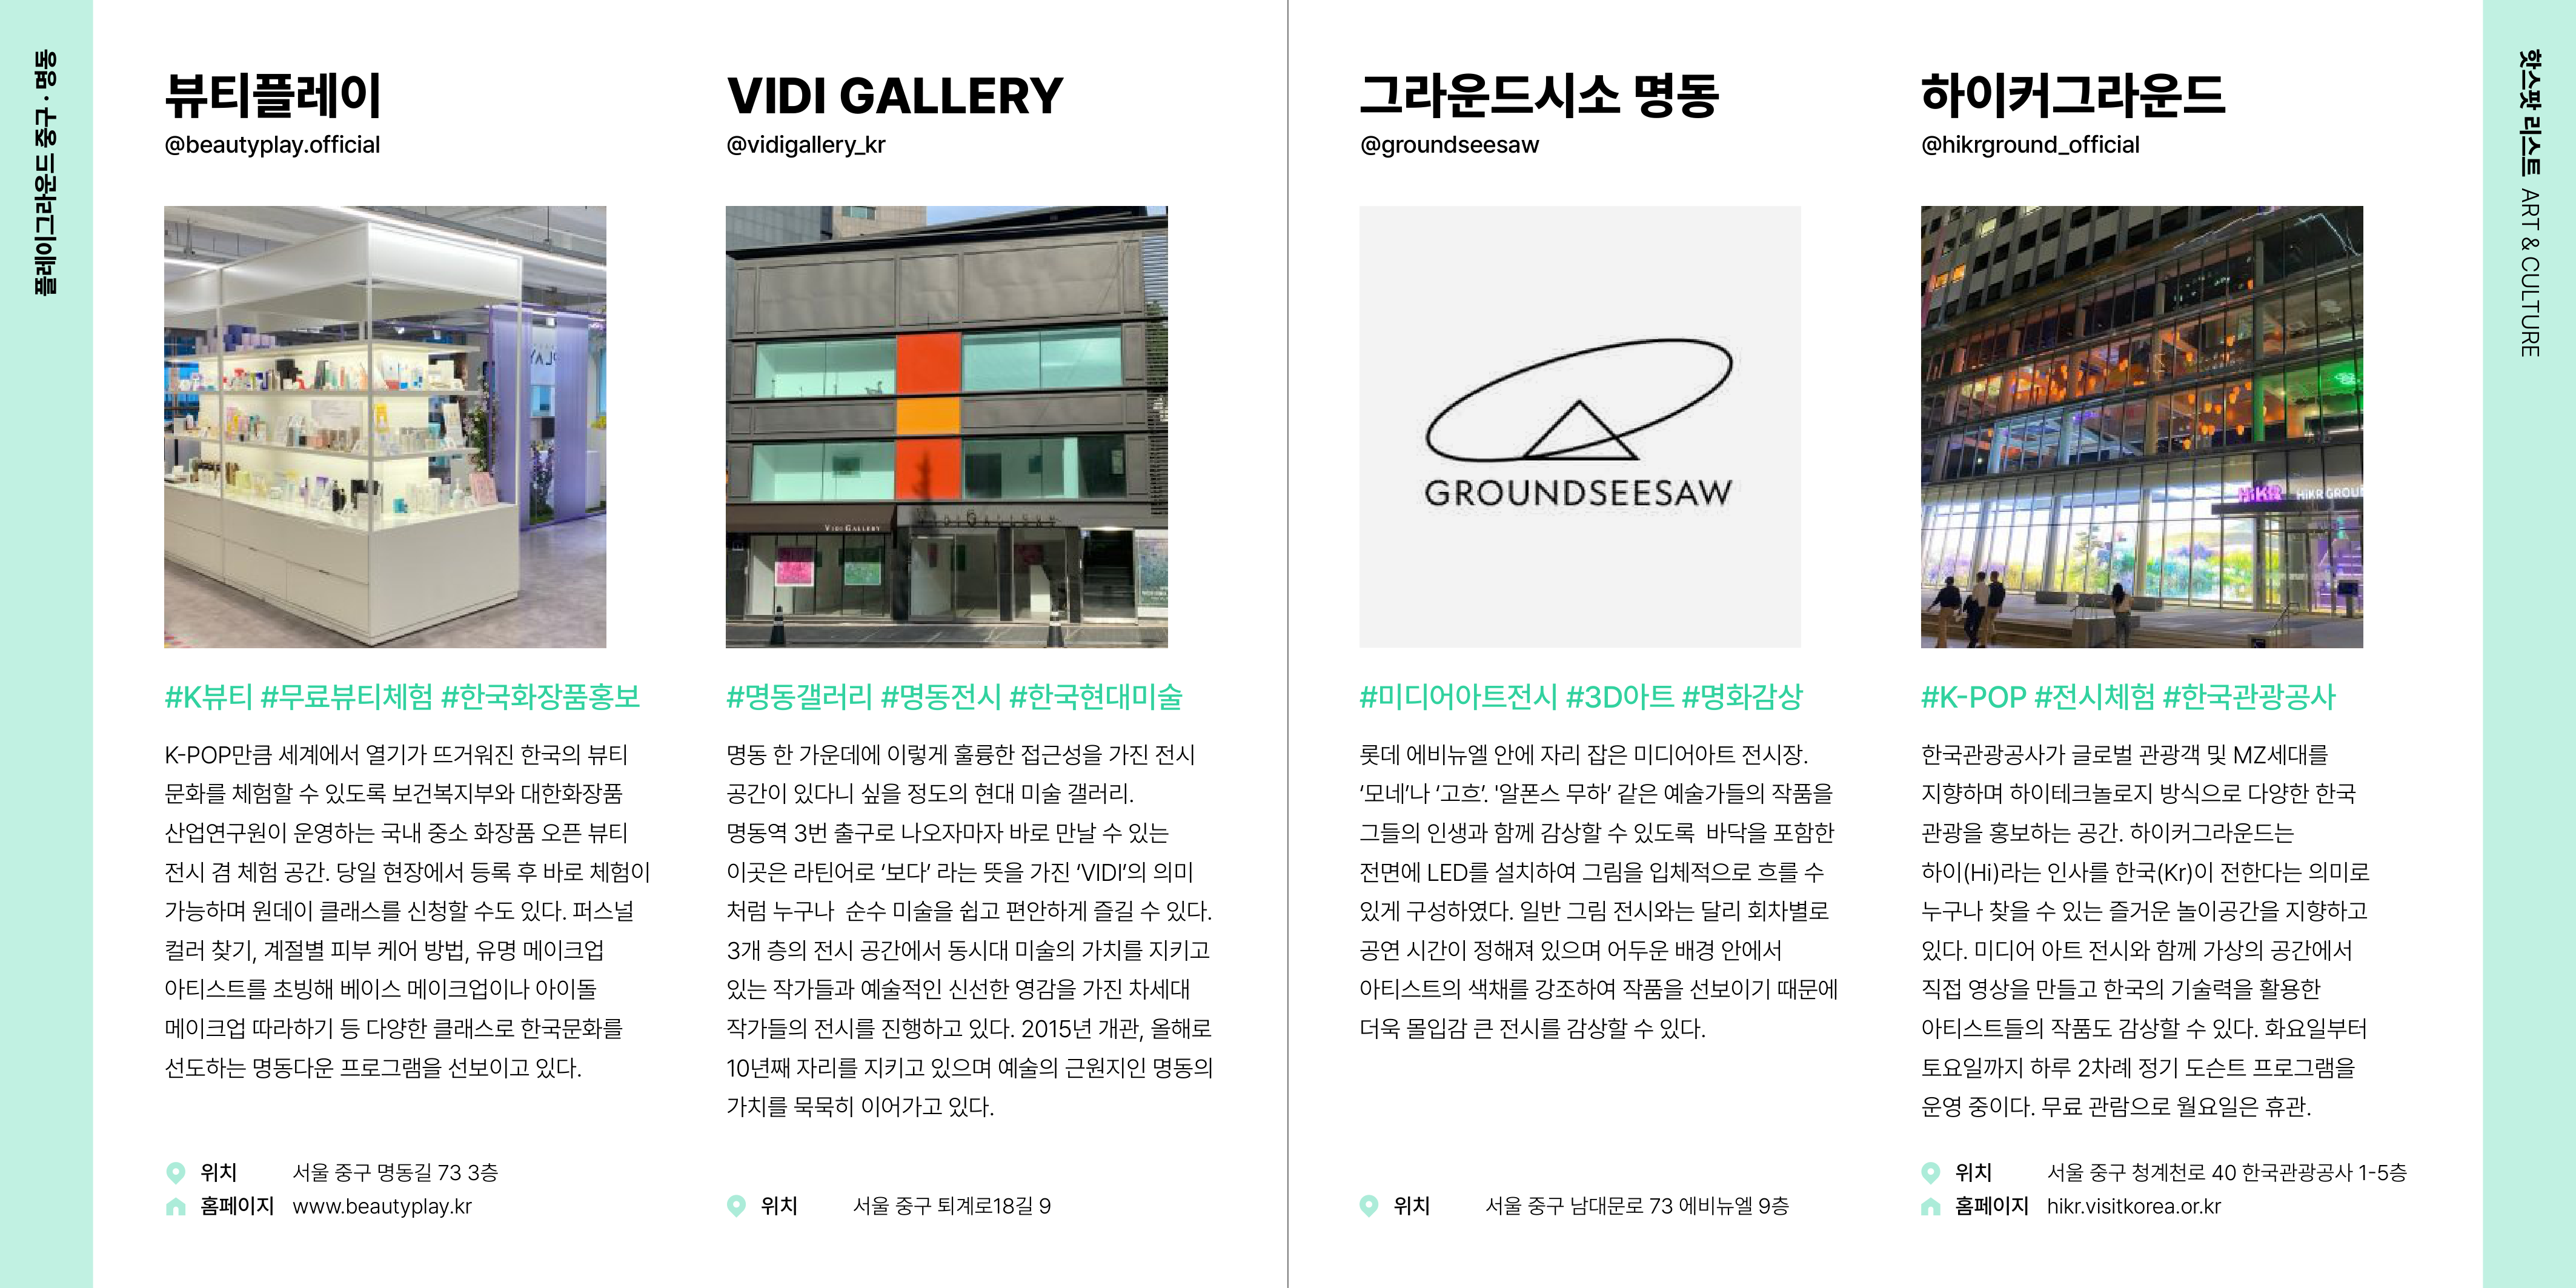 플레이그라운드 중구 · 명동
뷰티플레이
@beautyplay.official
PLAY
#K뷰티 #무료뷰티체험 #한국화장품홍보
K-POP만큼 세계에서 열기가 뜨거워진 한국의 뷰티
문화를 체험할 수 있도록 보건복지부와 대한화장품
산업연구원이 운영하는 국내 중소 화장품 오픈 뷰티
전시 겸 체험 공간. 당일 현장에서 등록 후 바로 체험이
가능하며 원데이 클래스를 신청할 수도 있다. 퍼스널
컬러 찾기, 계절별 피부 케어 방법, 유명 메이크업
아티스트를 초빙해 베이스 메이크업이나 아이돌
메이크업 따라하기 등 다양한 클래스로 한국문화를
선도하는 명동다운 프로그램을 선보이고 있다.
위치 서울 중구 명동길 73 3층
홈페이지 www.beautyplay.kr
VIDI GALLERY
@vidigallery_kr
VIDI GALLERY
VIDI GALLERY
#명동갤러리 #명동전시 #한국현대미술
명동 한 가운데에 이렇게 훌륭한 접근성을 가진 전시
공간이 있다니 싶을 정도의 현대 미술 갤러리.
명동역 3번 출구로 나오자마자 바로 만날 수 있는
이곳은 라틴어로 ‘보다’ 라는 뜻을 가진 ‘VIDI’의 의미
처럼 누구나  순수 미술을 쉽고 편안하게 즐길 수 있다.
3개 층의 전시 공간에서 동시대 미술의 가치를 지키고
있는 작가들과 예술적인 신선한 영감을 가진 차세대
작가들의 전시를 진행하고 있다. 2015년 개관, 올해로
10년째 자리를 지키고 있으며 예술의 근원지인 명동의
가치를 묵묵히 이어가고 있다.
위치 서울 중구 퇴계로18길 9
그라운드시소 명동
@groundseesaw
GROUNDSEESAW
#미디어아트전시 #3D아트 #명화감상
롯데 에비뉴엘 안에 자리 잡은 미디어아트 전시장.
‘모네’나 ‘고흐’. '알폰스 무하’ 같은 예술가들의 작품을
그들의 인생과 함께 감상할 수 있도록  바닥을 포함한
전면에 LED를 설치하여 그림을 입체적으로 흐를 수
있게 구성하였다. 일반 그림 전시와는 달리 회차별로
공연 시간이 정해져 있으며 어두운 배경 안에서
아티스트의 색채를 강조하여 작품을 선보이기 때문에
더욱 몰입감 큰 전시를 감상할 수 있다.
위치 서울 중구 남대문로 73 에비뉴엘 9층
하이커그라운드
@hikrground_official
HiKR HiKR GROUN
#K-POP #전시체험 #한국관광공사
한국관광공사가 글로벌 관광객 및 MZ세대를
지향하며 하이테크놀로지 방식으로 다양한 한국
관광을 홍보하는 공간. 하이커그라운드는
하이(Hi)라는 인사를 한국(Kr)이 전한다는 의미로
누구나 찾을 수 있는 즐거운 놀이공간을 지향하고
있다. 미디어 아트 전시와 함께 가상의 공간에서
직접 영상을 만들고 한국의 기술력을 활용한
아티스트들의 작품도 감상할 수 있다. 화요일부터
토요일까지 하루 2차례 정기 도슨트 프로그램을
운영 중이다. 무료 관람으로 월요일은 휴관.
위치 서울 중구 청계천로 40 한국관광공사 1-5층
홈페이지 hikr.visitkorea.or.kr
핫스팟 리스트 ART & CULTURE